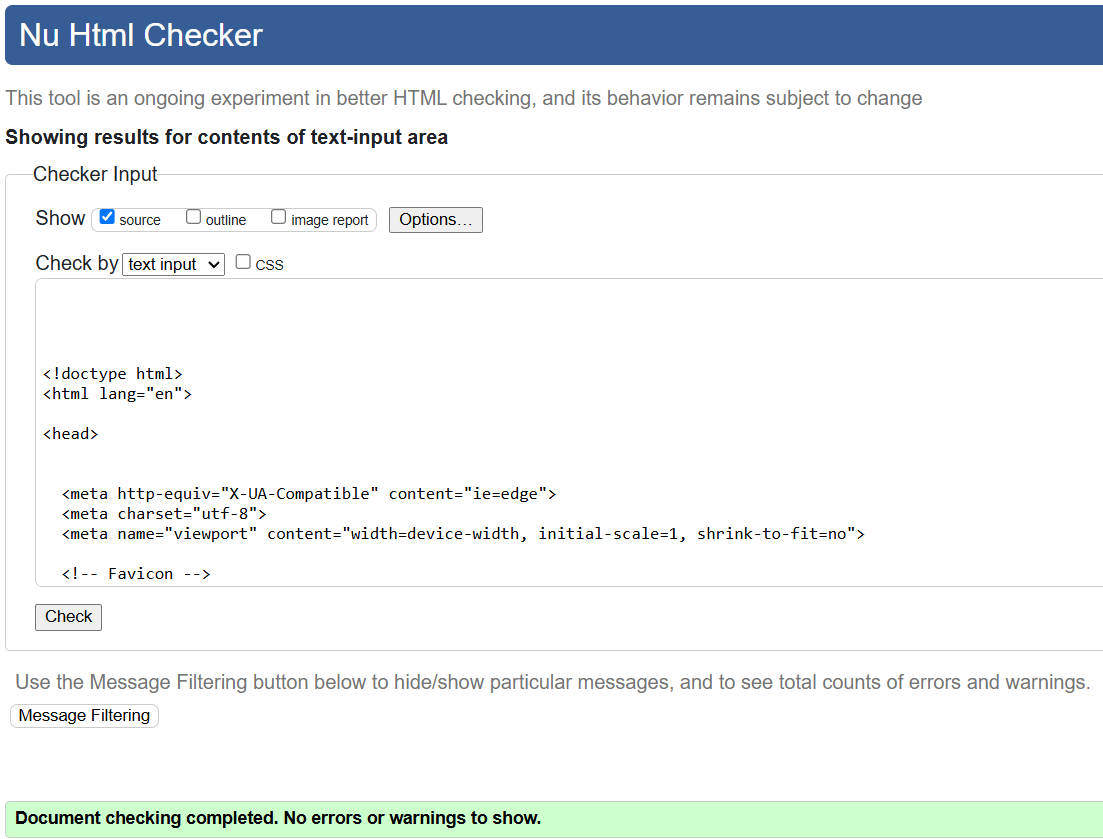 Nu Html Checker
This tool is an ongoing experiment in better HTML checking, and its behavior remains subject to change
Showing results for contents of text-input area
Checker Input
Show source outline image report Options...
Check by text input CSS
<!doctype html>
<html lang="en">
<head>
<meta http-equiv="X-UA-Compatible" content="ie=edge">
<meta charset="utf-8">
<meta name="viewport" content="width=device-width, initial-scale=1, shrink-to-fit=no">
<!-- Favicon -->
Check
Use the Message Filtering button below to hide/show particular messages, and to see total counts of errors and warnings.
Message Filtering
Document checking completed. No errors or warnings to show.